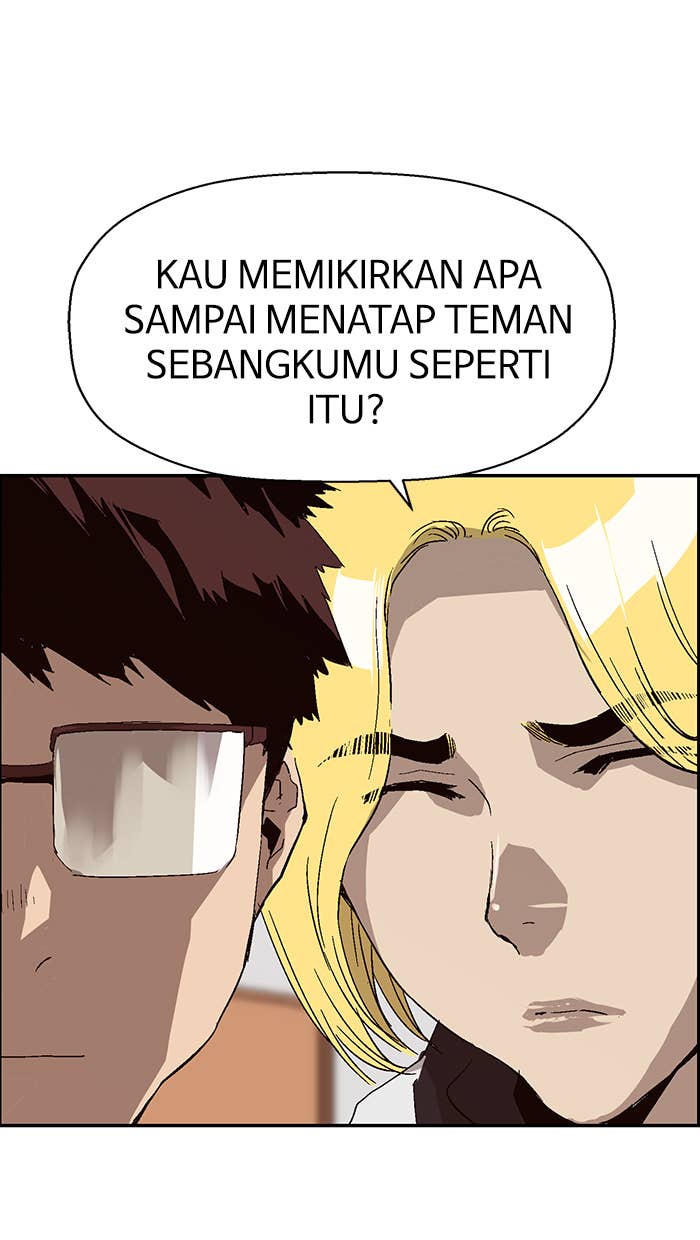 KAU MEMIKIRKAN APA
SAMPAI MENATAP TEMAN
SEBANGKUMU SEPERTI
ITU?